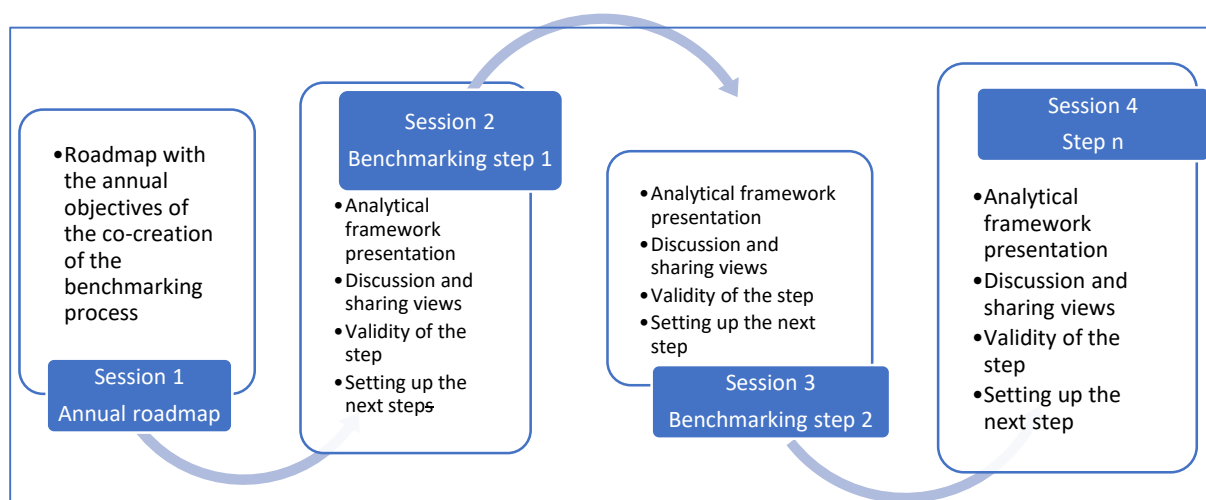 •Roadmap with
the annual
objectives of
the co-creation
of the
benchmarking
process
Session 1
Annual roadmap
Session 2
Benchmarking step 1
•Analytical
framework
presentation
•Discussion and
sharing views
•Validity of the
step
•Setting up the
next steps
•Analytical framework
presentation
•Discussion and
sharing views
•Validity of the step
•Setting up the next
step
Session 3
Benchmarking step 2
Session 4
Step n
•Analytical
framework
presentation
•Discussion and
sharing views
•Validity of the
step
•Setting up the
next step